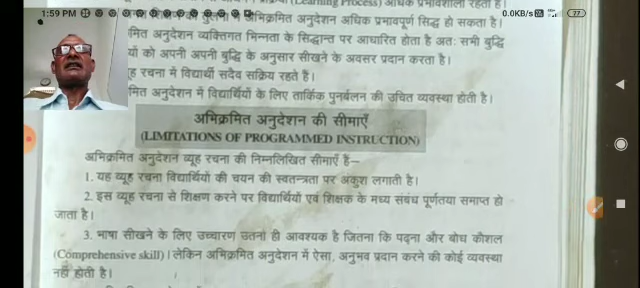 1:59 PM
0.0KB/s
77
(Learning Process) अधिक प्रभावशाली रहता है
अभिक्रमित अनुदेशन अधिक प्रभावपूर्ण सिद्ध हो सकता है।
मित अनुदेशन व्यक्तिगत भिन्नता के सिद्धान्त पर आधारित होता है अतः सभी बुद्धि
यों को अपनी अपनी बुद्धि के अनुसार सीखने के अवसर प्रदान करता है।
ह रचना में विद्यार्थी सदैव सक्रिय रहते हैं।
मित अनुदेशन में विद्यार्थियों के लिए तार्किक पुनर्बलन की उचित व्यवस्था होती है।
अभिक्रमित अनुदेशन की सीमाएँ
(LIMITATIONS OF PROGRAMMED INSTRUCTION)
अभिक्रमित अनुदेशन व्यूह रचना की निम्नलिखित सीमाएँ है—
1. यह व्यूह रचना विद्यार्थियों की चयन की स्वतन्त्रता पर अंकुश लगाती है।
2. इस व्यूह रचना से शिक्षण करने पर विद्यार्थियों एवं शिक्षक के मध्य संबंध पूर्णतया समाप्त हो
जाता है।
3. भाषा सीखने के लिए उच्चारण उतना ही आवश्यक है जितना कि पढ़ना और बोध कौशल
(Comprehensive skill)। लेकिन अभिक्रमित अनुदेशन में ऐसा, अनुभव प्रदान करने की कोई व्यवस्था
नहीं होती है।